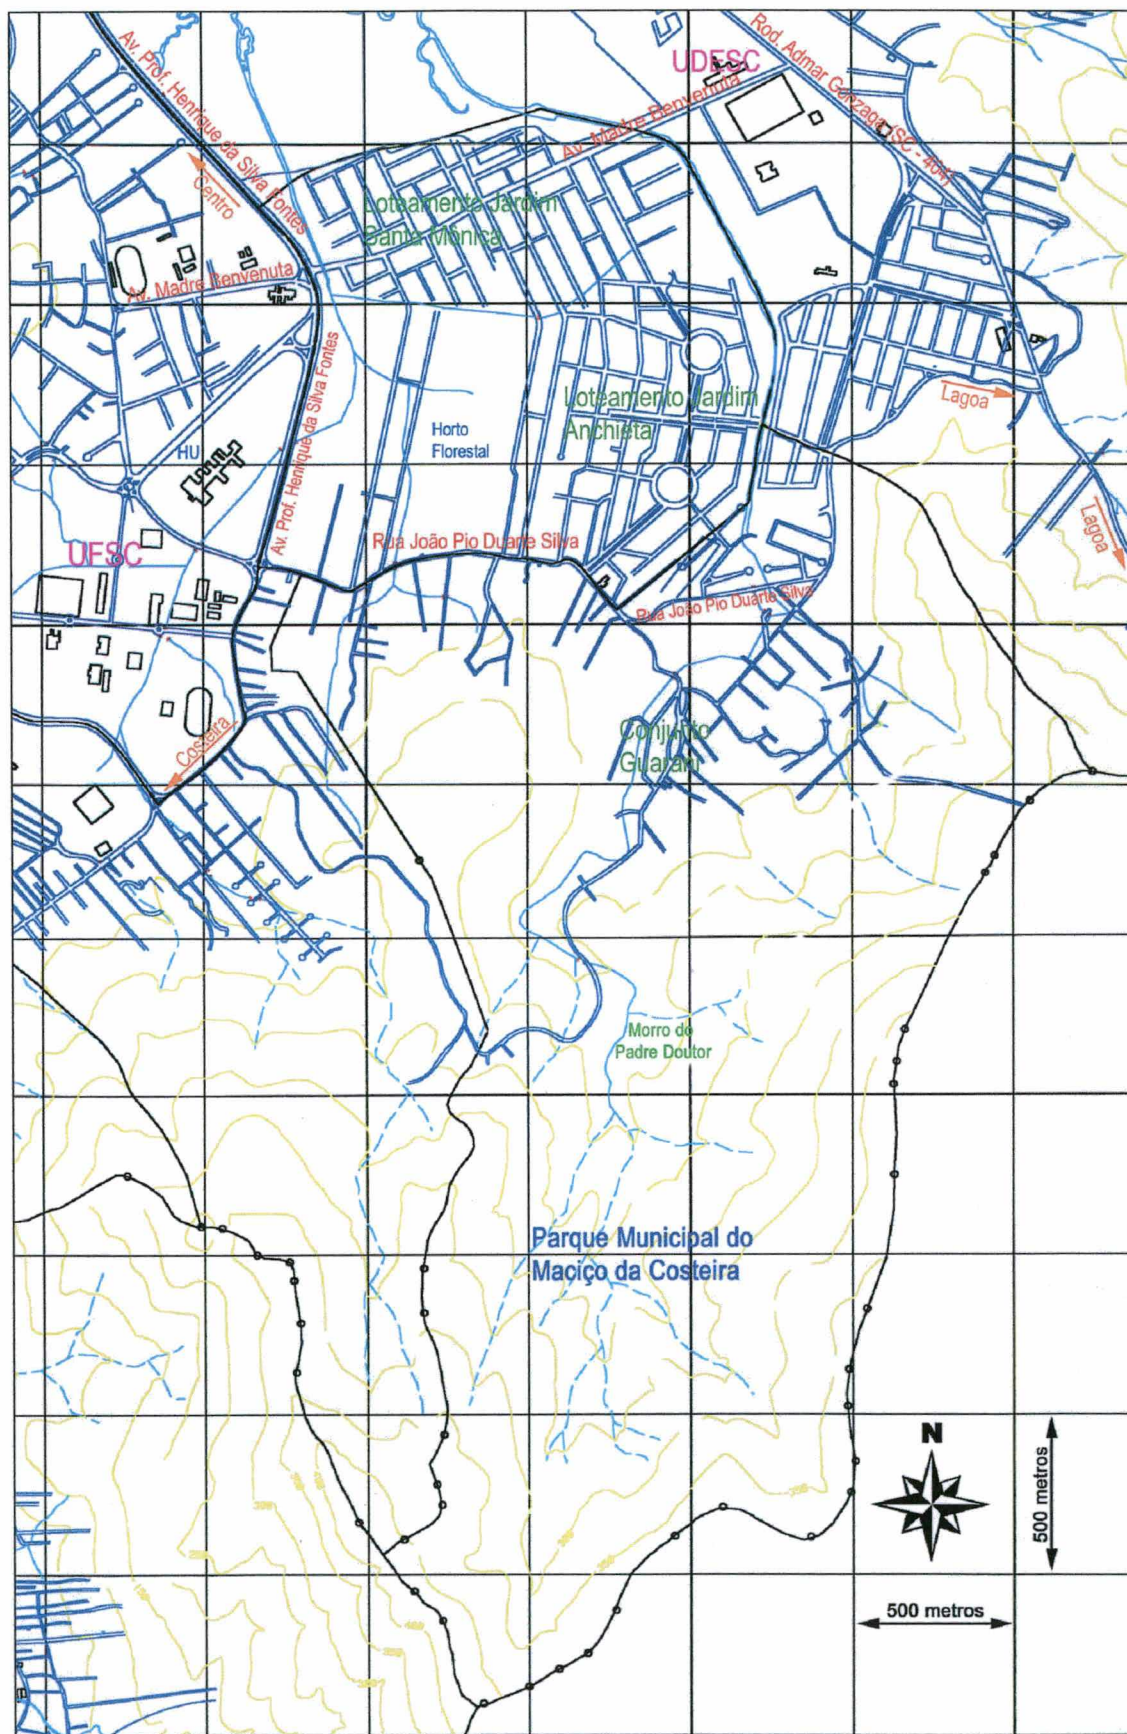 UDESC
Rod. Admar Gonzaga (SC - 404)
Av. Prof. Henrique da Silva Fontes
Av. Madre Benvenuta
Centro
Loteamento Jardim
Santa Mônica
Av. Madre Benvenuta
Av. Prof. Henrique da Silva Fontes
Lagoa
Loteamento Jardim
Anchieta
Horto
Florestal
HU
Lagoa
UFSC
Rua João Pio Duarte Silva
Rua João Pio Duarte Silva
Costeira
Conjunto
Guarani
Morro do
Padre Doutor
Parque Municipal do
Maciço da Costeira
N
500 metros
500 metros